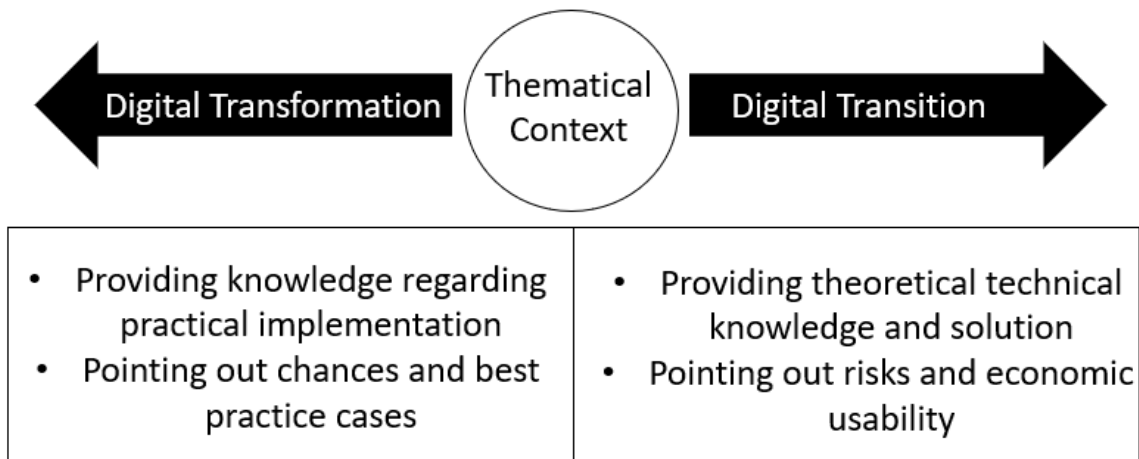 Digital Transformation
Thematical
Context
Digital Transition
• Providing knowledge regarding
practical implementation
• Pointing out chances and best
practice cases
• Providing theoretical technical
knowledge and solution
• Pointing out risks and economic
usability